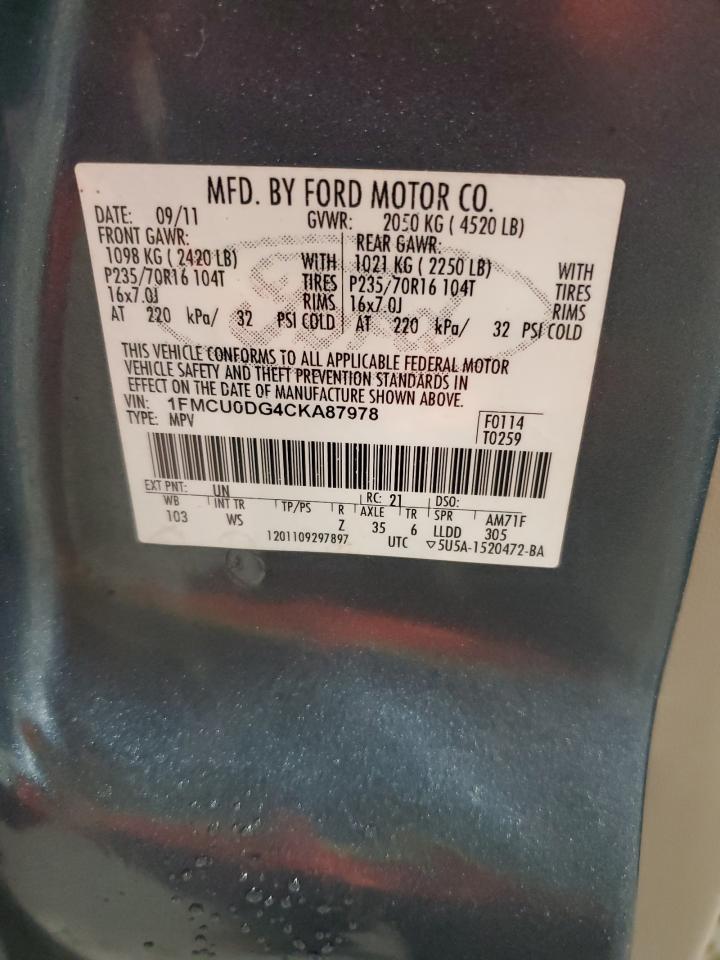 MFD. BY FORD MOTOR CO.
DATE: 09/11 GVWR: 2050 KG ( 4520 LB)
FRONT GAWR: REAR GAWR:
1098 KG ( 2420 LB) WITH 1021 KG ( 2250 LB) WITH
P235/70R16 104T TIRES P235/70R16 104T TIRES
16x7.0J RIMS 16x7.0J RIMS
AT 220 kPa/ 32 PSI COLD AT 220 kPa/ 32 PSI COLD
THIS VEHICLE CONFORMS TO ALL APPLICABLE FEDERAL MOTOR
VEHICLE SAFETY AND THEFT PREVENTION STANDARDS IN
EFFECT ON THE DATE OF MANUFACTURE SHOWN ABOVE.
VIN: 1FMCU0DG4CKA87978 F0114
TYPE: MPV T0259
EXT PNT: UN RC: 21 DSO:
WB INT TR TP/PS R AXLE TR SPR AM71F
103 WS Z 35 6 LLDD 305
1201109297897 UTC ▽5U5A-1520472-BA
Ford